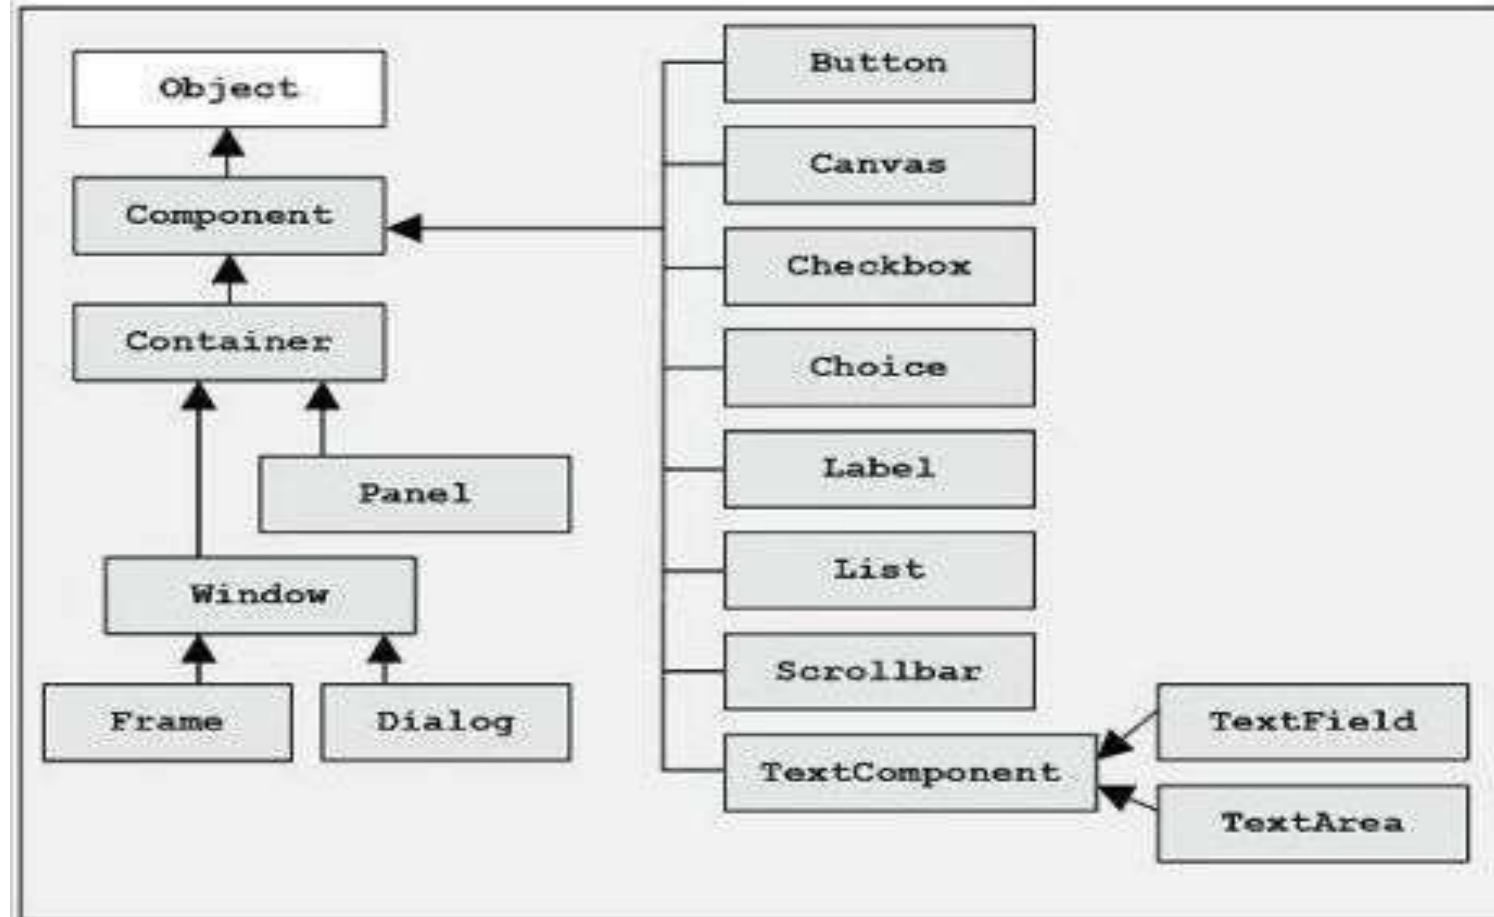 Object
Component
Container
Panel
Window
Frame
Dialog
Button
Canvas
Checkbox
Choice
Label
List
Scrollbar
TextComponent
TextField
TextArea